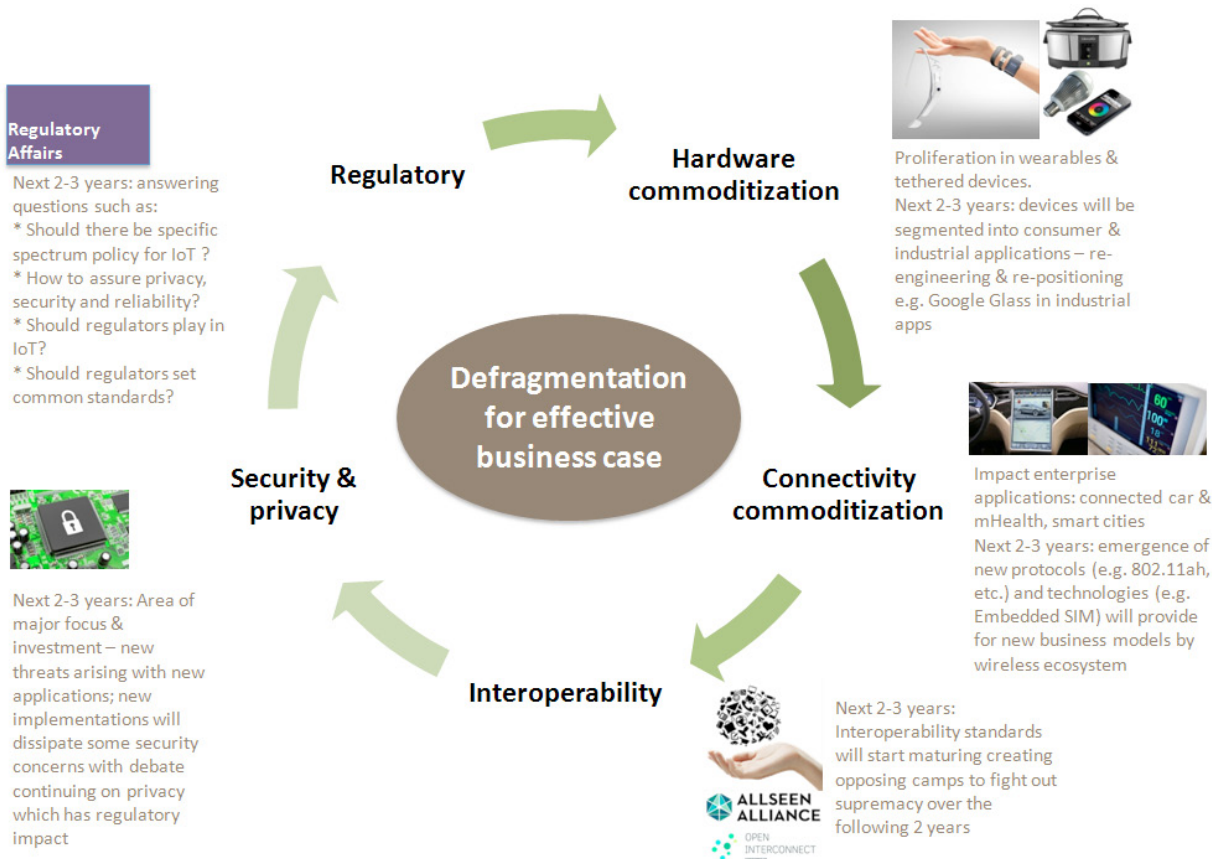 Regulatory
Affairs
Next 2-3 years: answering
questions such as:
* Should there be specific
spectrum policy for IoT ?
* How to assure privacy,
security and reliability?
* Should regulators play in
IoT?
* Should regulators set
common standards?
Regulatory
Hardware
commoditization
Proliferation in wearables &
tethered devices.
Next 2-3 years: devices will be
segmented into consumer &
industrial applications – re-
engineering & re-positioning
e.g. Google Glass in industrial
apps
Defragmentation
for effective
business case
Security &
privacy
Connectivity
commoditization
60
100
18
Impact enterprise
applications: connected car &
mHealth, smart cities
Next 2-3 years: emergence of
new protocols (e.g. 802.11ah,
etc.) and technologies (e.g.
Embedded SIM) will provide
for new business models by
wireless ecosystem
Next 2-3 years: Area of
major focus &
investment – new
threats arising with new
applications; new
implementations will
dissipate some security
concerns with debate
continuing on privacy
which has regulatory
impact
Interoperability
ALLSEEN
ALLIANCE
OPEN
INTERCONNECT
Next 2-3 years:
Interoperability standards
will start maturing creating
opposing camps to fight out
supremacy over the
following 2 years